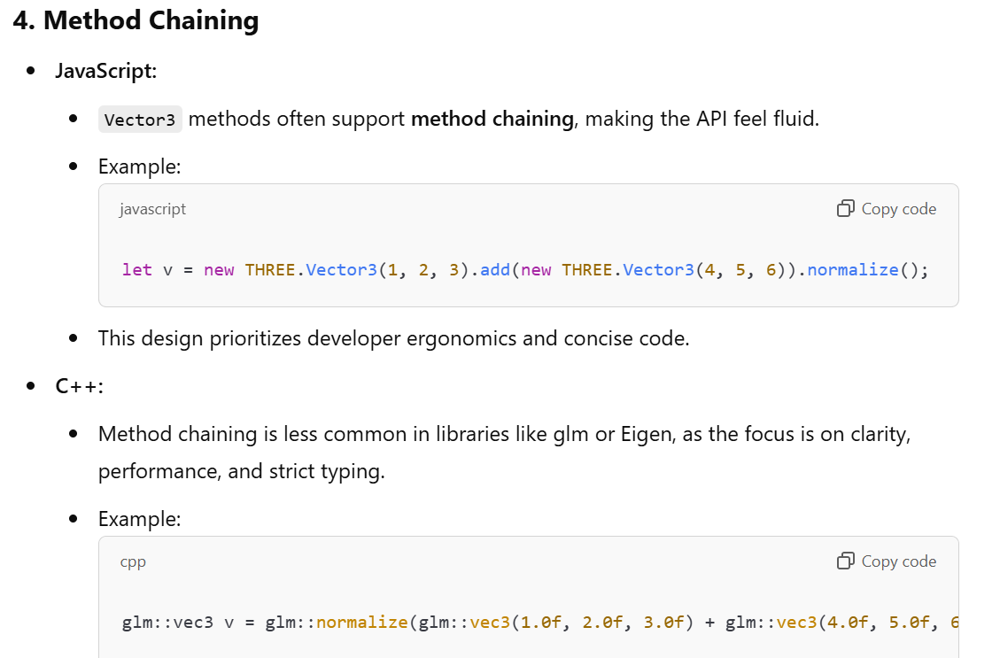 4. Method Chaining
JavaScript:
Vector3 methods often support method chaining, making the API feel fluid.
Example:
javascript
Copy code
let v = new THREE.Vector3(1, 2, 3).add(new THREE.Vector3(4, 5, 6)).normalize();
This design prioritizes developer ergonomics and concise code.
C++:
Method chaining is less common in libraries like glm or Eigen, as the focus is on clarity,
performance, and strict typing.
Example:
cpp
Copy code
glm::vec3 v = glm::normalize(glm::vec3(1.0f, 2.0f, 3.0f) + glm::vec3(4.0f, 5.0f, 6